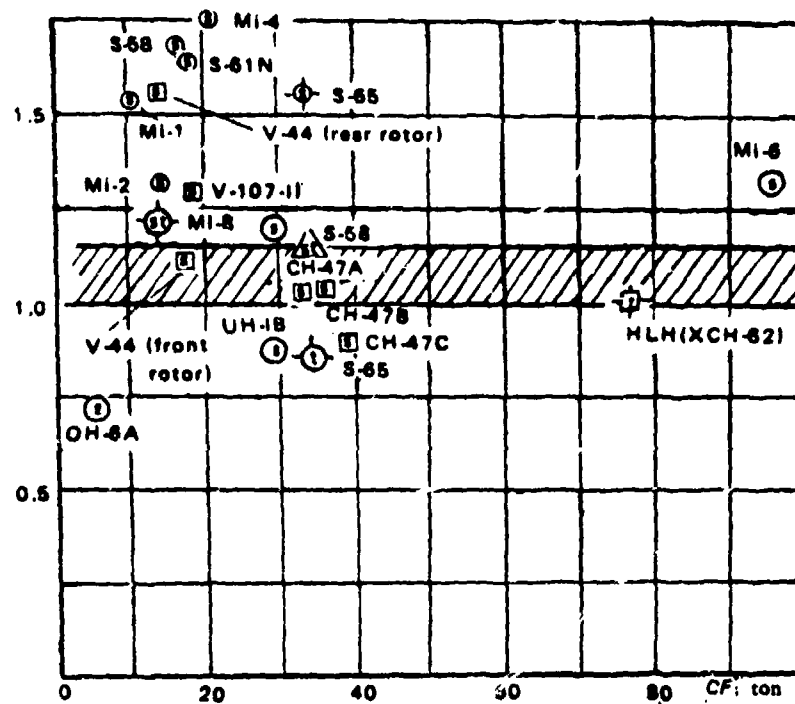 Mi-4
S-58
S-61N
S-65
1.5
Mi-1
V-44 (rear rotor)
Mi-6
Mi-2
V-107-II
st
Mi-8
S-58
CH-47A
1.0
UH-1B
CH-47B
HLH(XCH-62)
V-44 (front
rotor)
CH-47C
S-65
OH-6A
0.5
0 20 40 60 80 CF; ton